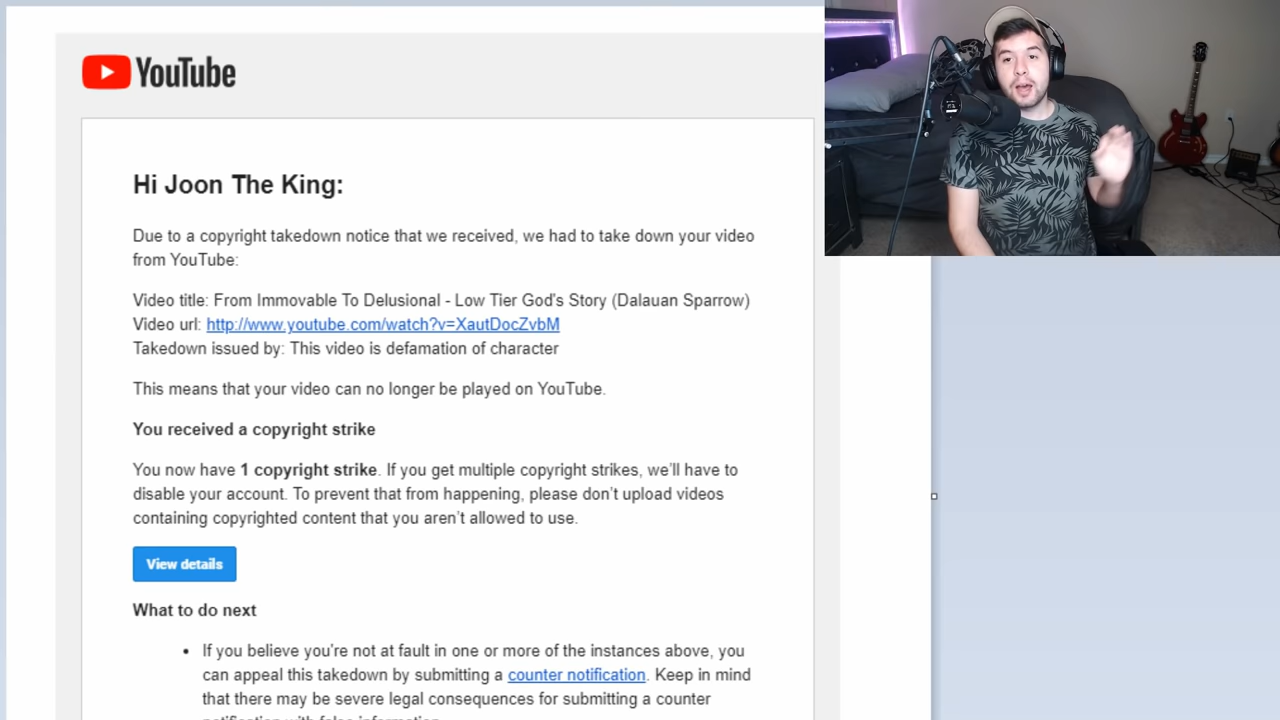 YouTube
Hi Joon The King:
Due to a copyright takedown notice that we received, we had to take down your video
from YouTube:
Video title: From Immovable To Delusional - Low Tier God's Story (Dalauan Sparrow)
Video url: http://www.youtube.com/watch?v=XautDocZvbM
Takedown issued by: This video is defamation of character
This means that your video can no longer be played on YouTube.
You received a copyright strike
You now have 1 copyright strike. If you get multiple copyright strikes, we'll have to
disable your account. To prevent that from happening, please don't upload videos
containing copyrighted content that you aren't allowed to use.
View details
What to do next
• If you believe you're not at fault in one or more of the instances above, you
can appeal this takedown by submitting a counter notification. Keep in mind
that there may be severe legal consequences for submitting a counter
notification with false information.